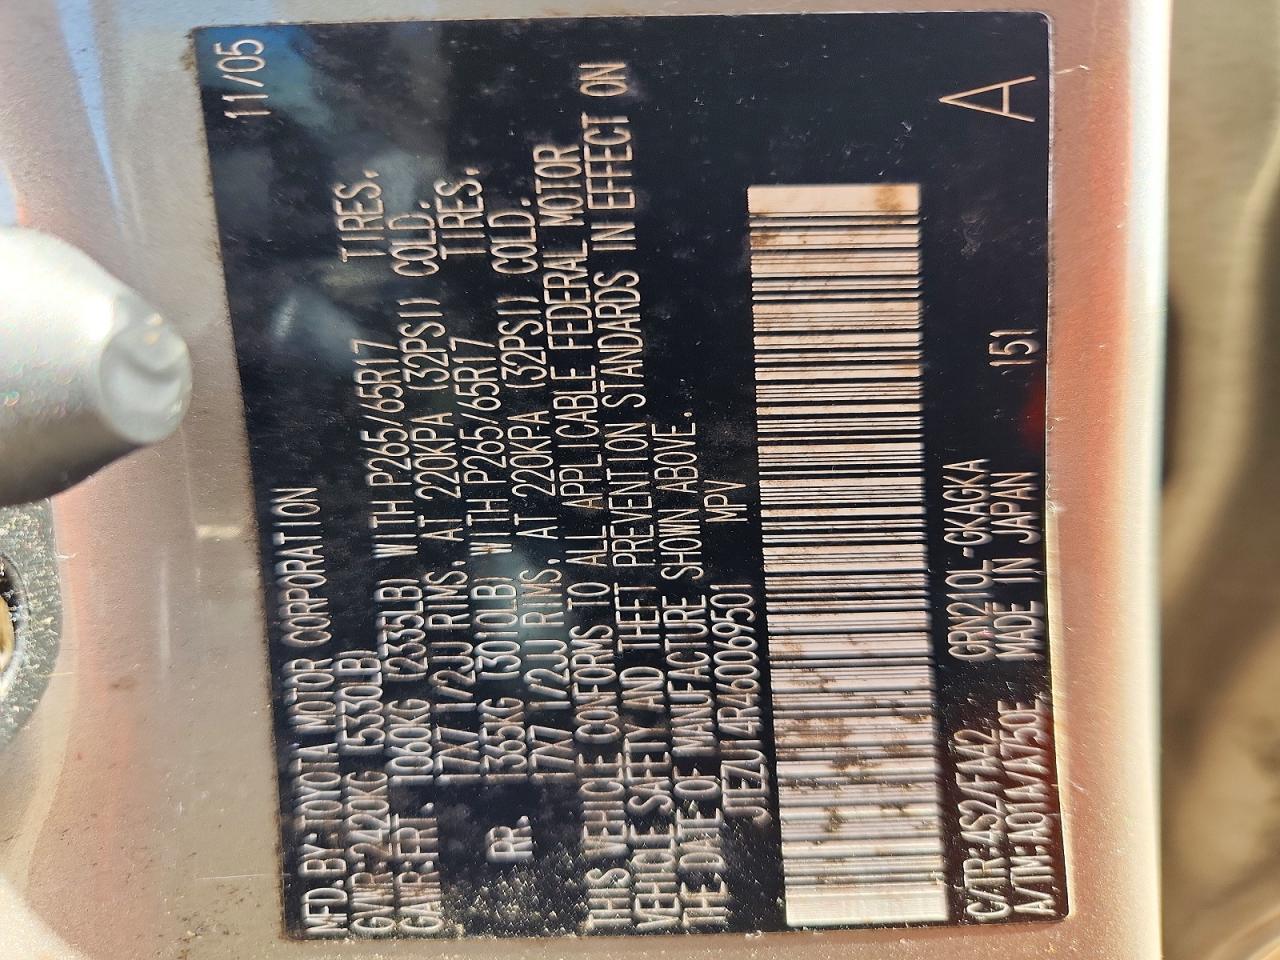 MFD.BY:TOYOTA MOTOR CORPORATION 11/05
GVWR:2420KG (5330LB)
GAWR:FRT. 1060KG (2335LB) WITH P265/65R17 TIRES,
17X7 1/2JJ RIMS, AT 220KPA (32PSI) COLD.
RR. 1365KG (3010LB) WITH P265/65R17 TIRES,
17X7 1/2JJ RIMS, AT 220KPA (32PSI) COLD.
THIS VEHICLE CONFORMS TO ALL APPLICABLE FEDERAL MOTOR
VEHICLE SAFETY AND THEFT PREVENTION STANDARDS IN EFFECT ON
THE DATE OF MANUFACTURE SHOWN ABOVE.
JTEZU14R460069501 MPV
C/TR:4S2/FAA2 GRN210L-GKAGKA A
A/TM:A01A/A750E MADE IN JAPAN 151